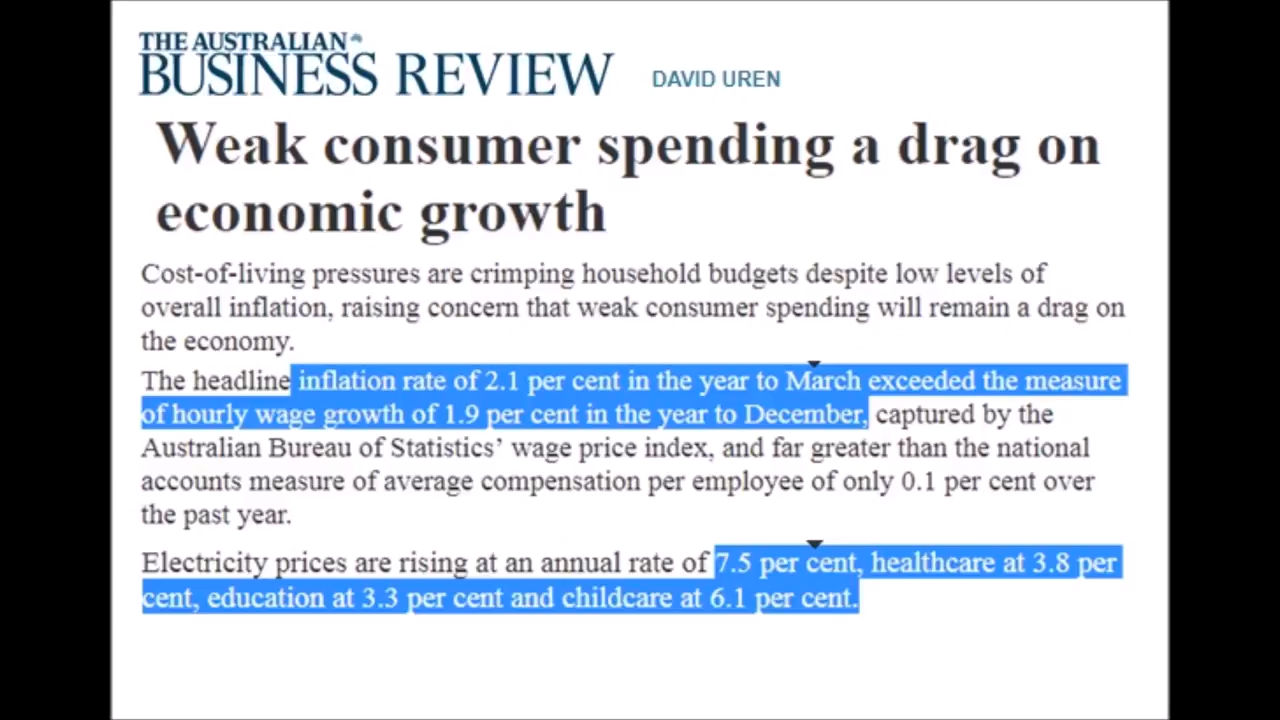 THE AUSTRALIAN
BUSINESS REVIEW DAVID UREN
Weak consumer spending a drag on
economic growth
Cost-of-living pressures are crimping household budgets despite low levels of
overall inflation, raising concern that weak consumer spending will remain a drag on
the economy.
The headline inflation rate of 2.1 per cent in the year to March exceeded the measure
of hourly wage growth of 1.9 per cent in the year to December, captured by the
Australian Bureau of Statistics’ wage price index, and far greater than the national
accounts measure of average compensation per employee of only 0.1 per cent over
the past year.
Electricity prices are rising at an annual rate of 7.5 per cent, healthcare at 3.8 per
cent, education at 3.3 per cent and childcare at 6.1 per cent.